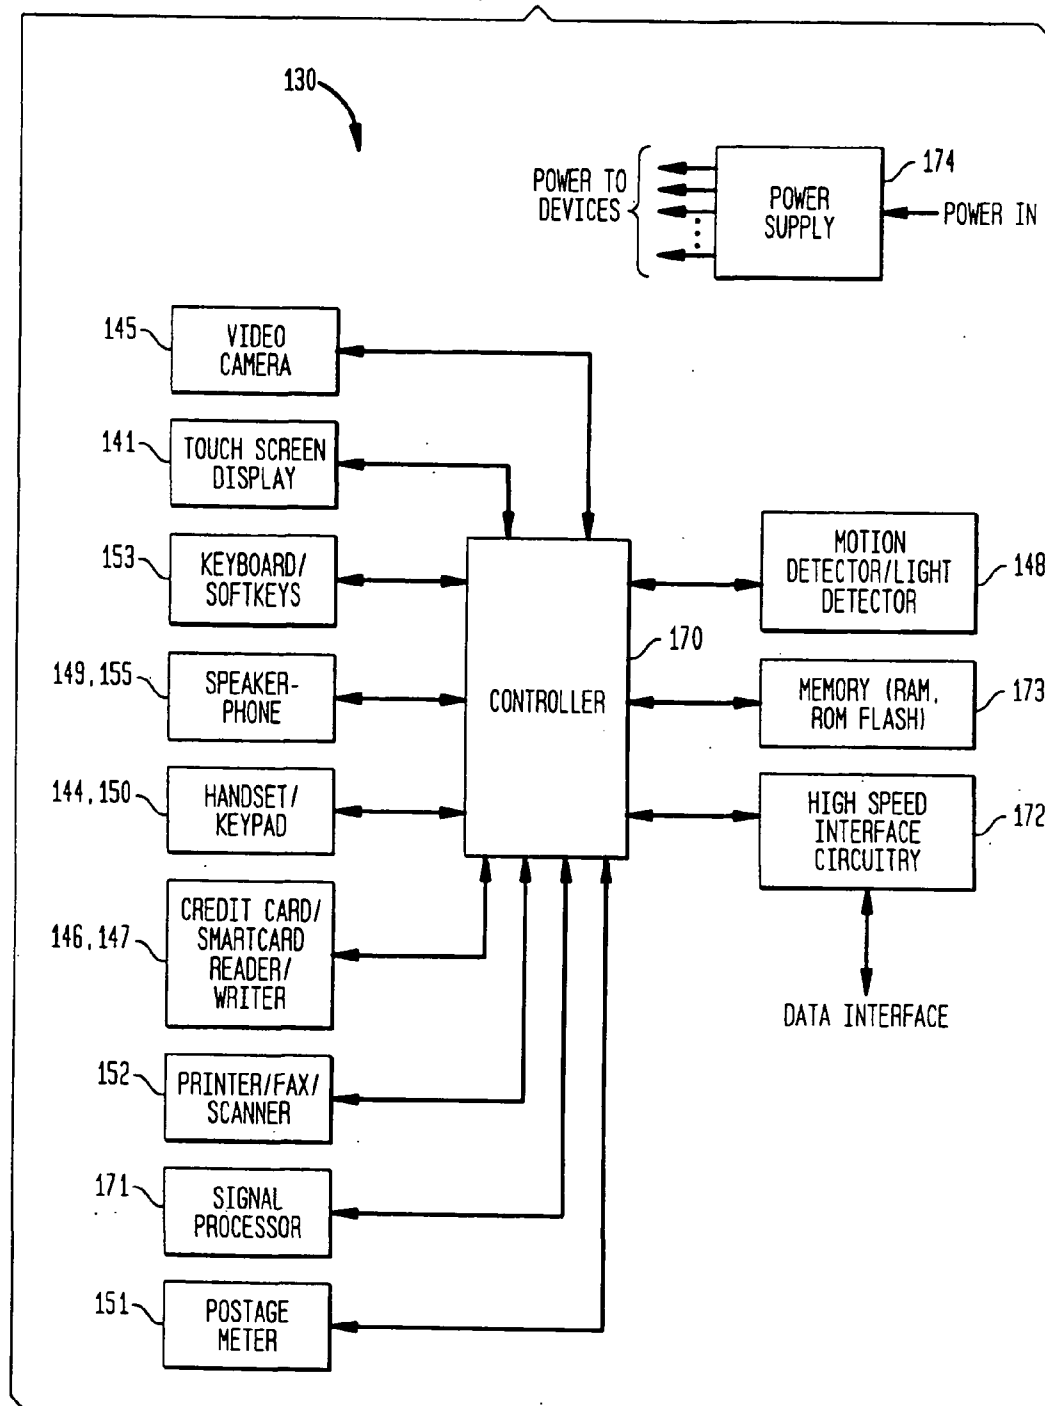 130
174
POWER TO
DEVICES
POWER
SUPPLY
POWER IN
145
VIDEO
CAMERA
141
TOUCH SCREEN
DISPLAY
153
KEYBOARD/
SOFTKEYS
MOTION
DETECTOR/LIGHT
DETECTOR
148
170
149,155
SPEAKER-
PHONE
CONTROLLER
MEMORY (RAM,
ROM FLASH)
173
144,150
HANDSET/
KEYPAD
HIGH SPEED
INTERFACE
CIRCUITRY
172
146,147
CREDIT CARD/
SMARTCARD
READER/
WRITER
DATA INTERFACE
152
PRINTER/FAX/
SCANNER
171
SIGNAL
PROCESSOR
151
POSTAGE
METER